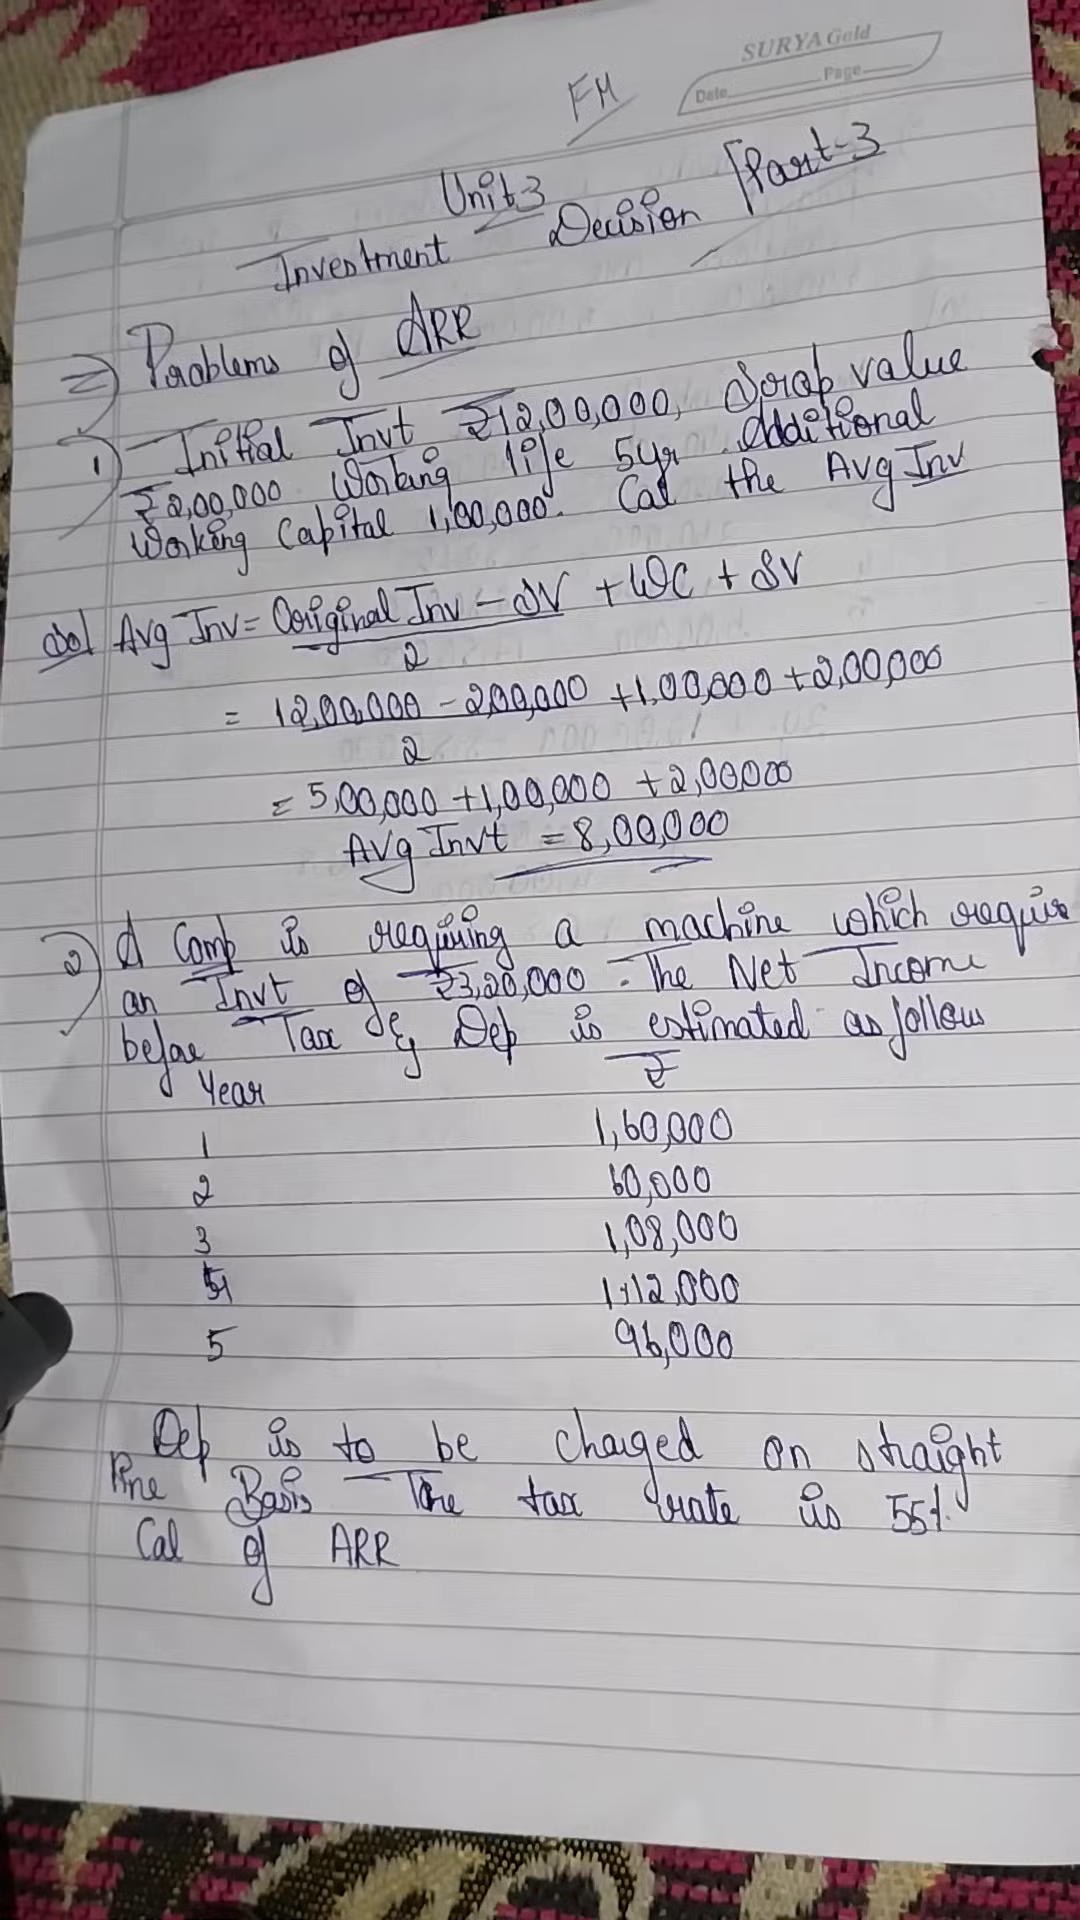 SURYA Gold
Date Page
FM
Unit 3
Investment Decision Part-3
Problems of ARR
1) Initial Invt ₹12,00,000, Scrap value
₹2,00,000 Working life 5yr. Additional
Working Capital 1,00,000. Cal the Avg Inv
Sol Avg Inv = Original Inv - SV + WC + SV
2
= 12,00,000 - 2,00,000 + 1,00,000 + 2,00,000
2
= 5,00,000 + 1,00,000 + 2,00,000
Avg Invt = 8,00,000
2) A Comp is requiring a machine which require
an Invt of ₹3,20,000. The Net Income
before Tax & Dep is estimated as follows
Year ₹
1 1,60,000
2 60,000
3 1,08,000
4 1,12,000
5 96,000
Dep is to be charged on straight
line Basis The tax rate is 55%.
Cal of ARR